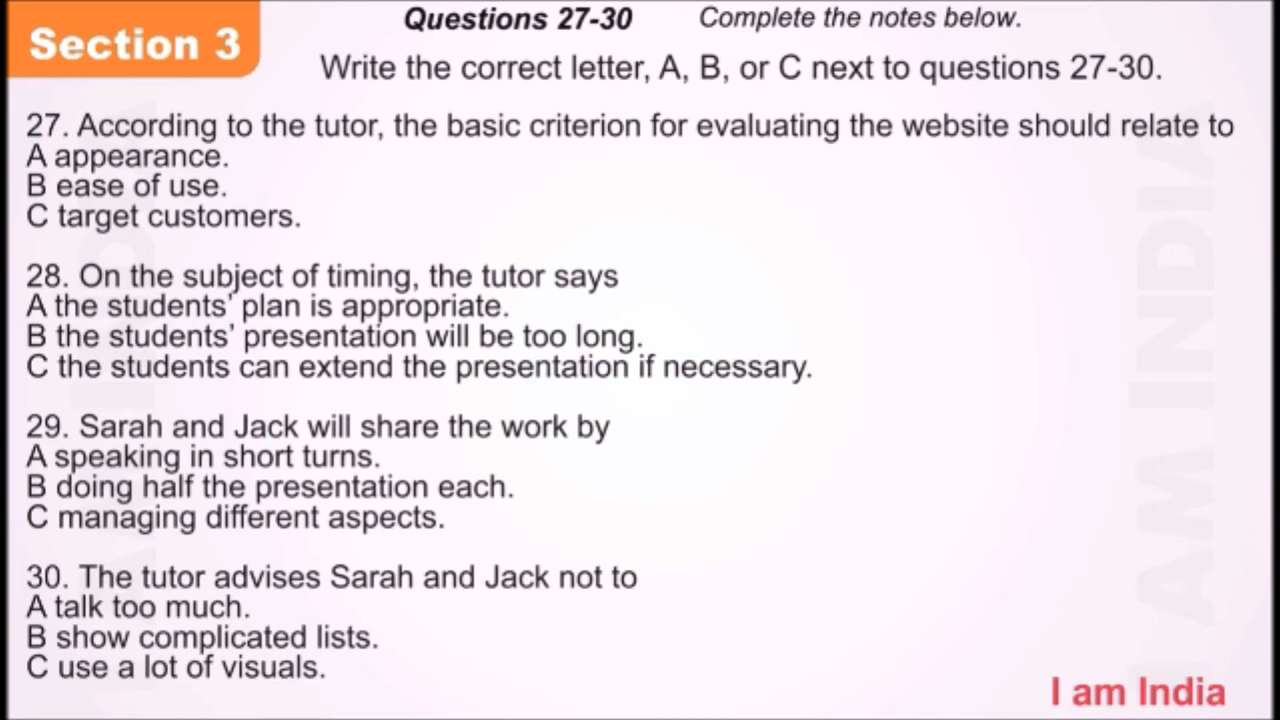 Section 3
Questions 27-30 Complete the notes below.
Write the correct letter, A, B, or C next to questions 27-30.
27. According to the tutor, the basic criterion for evaluating the website should relate to
A appearance.
B ease of use.
C target customers.
28. On the subject of timing, the tutor says
A the students' plan is appropriate.
B the students' presentation will be too long.
C the students can extend the presentation if necessary.
29. Sarah and Jack will share the work by
A speaking in short turns.
B doing half the presentation each.
C managing different aspects.
30. The tutor advises Sarah and Jack not to
A talk too much.
B show complicated lists.
C use a lot of visuals.
I AM INDIA
I am India